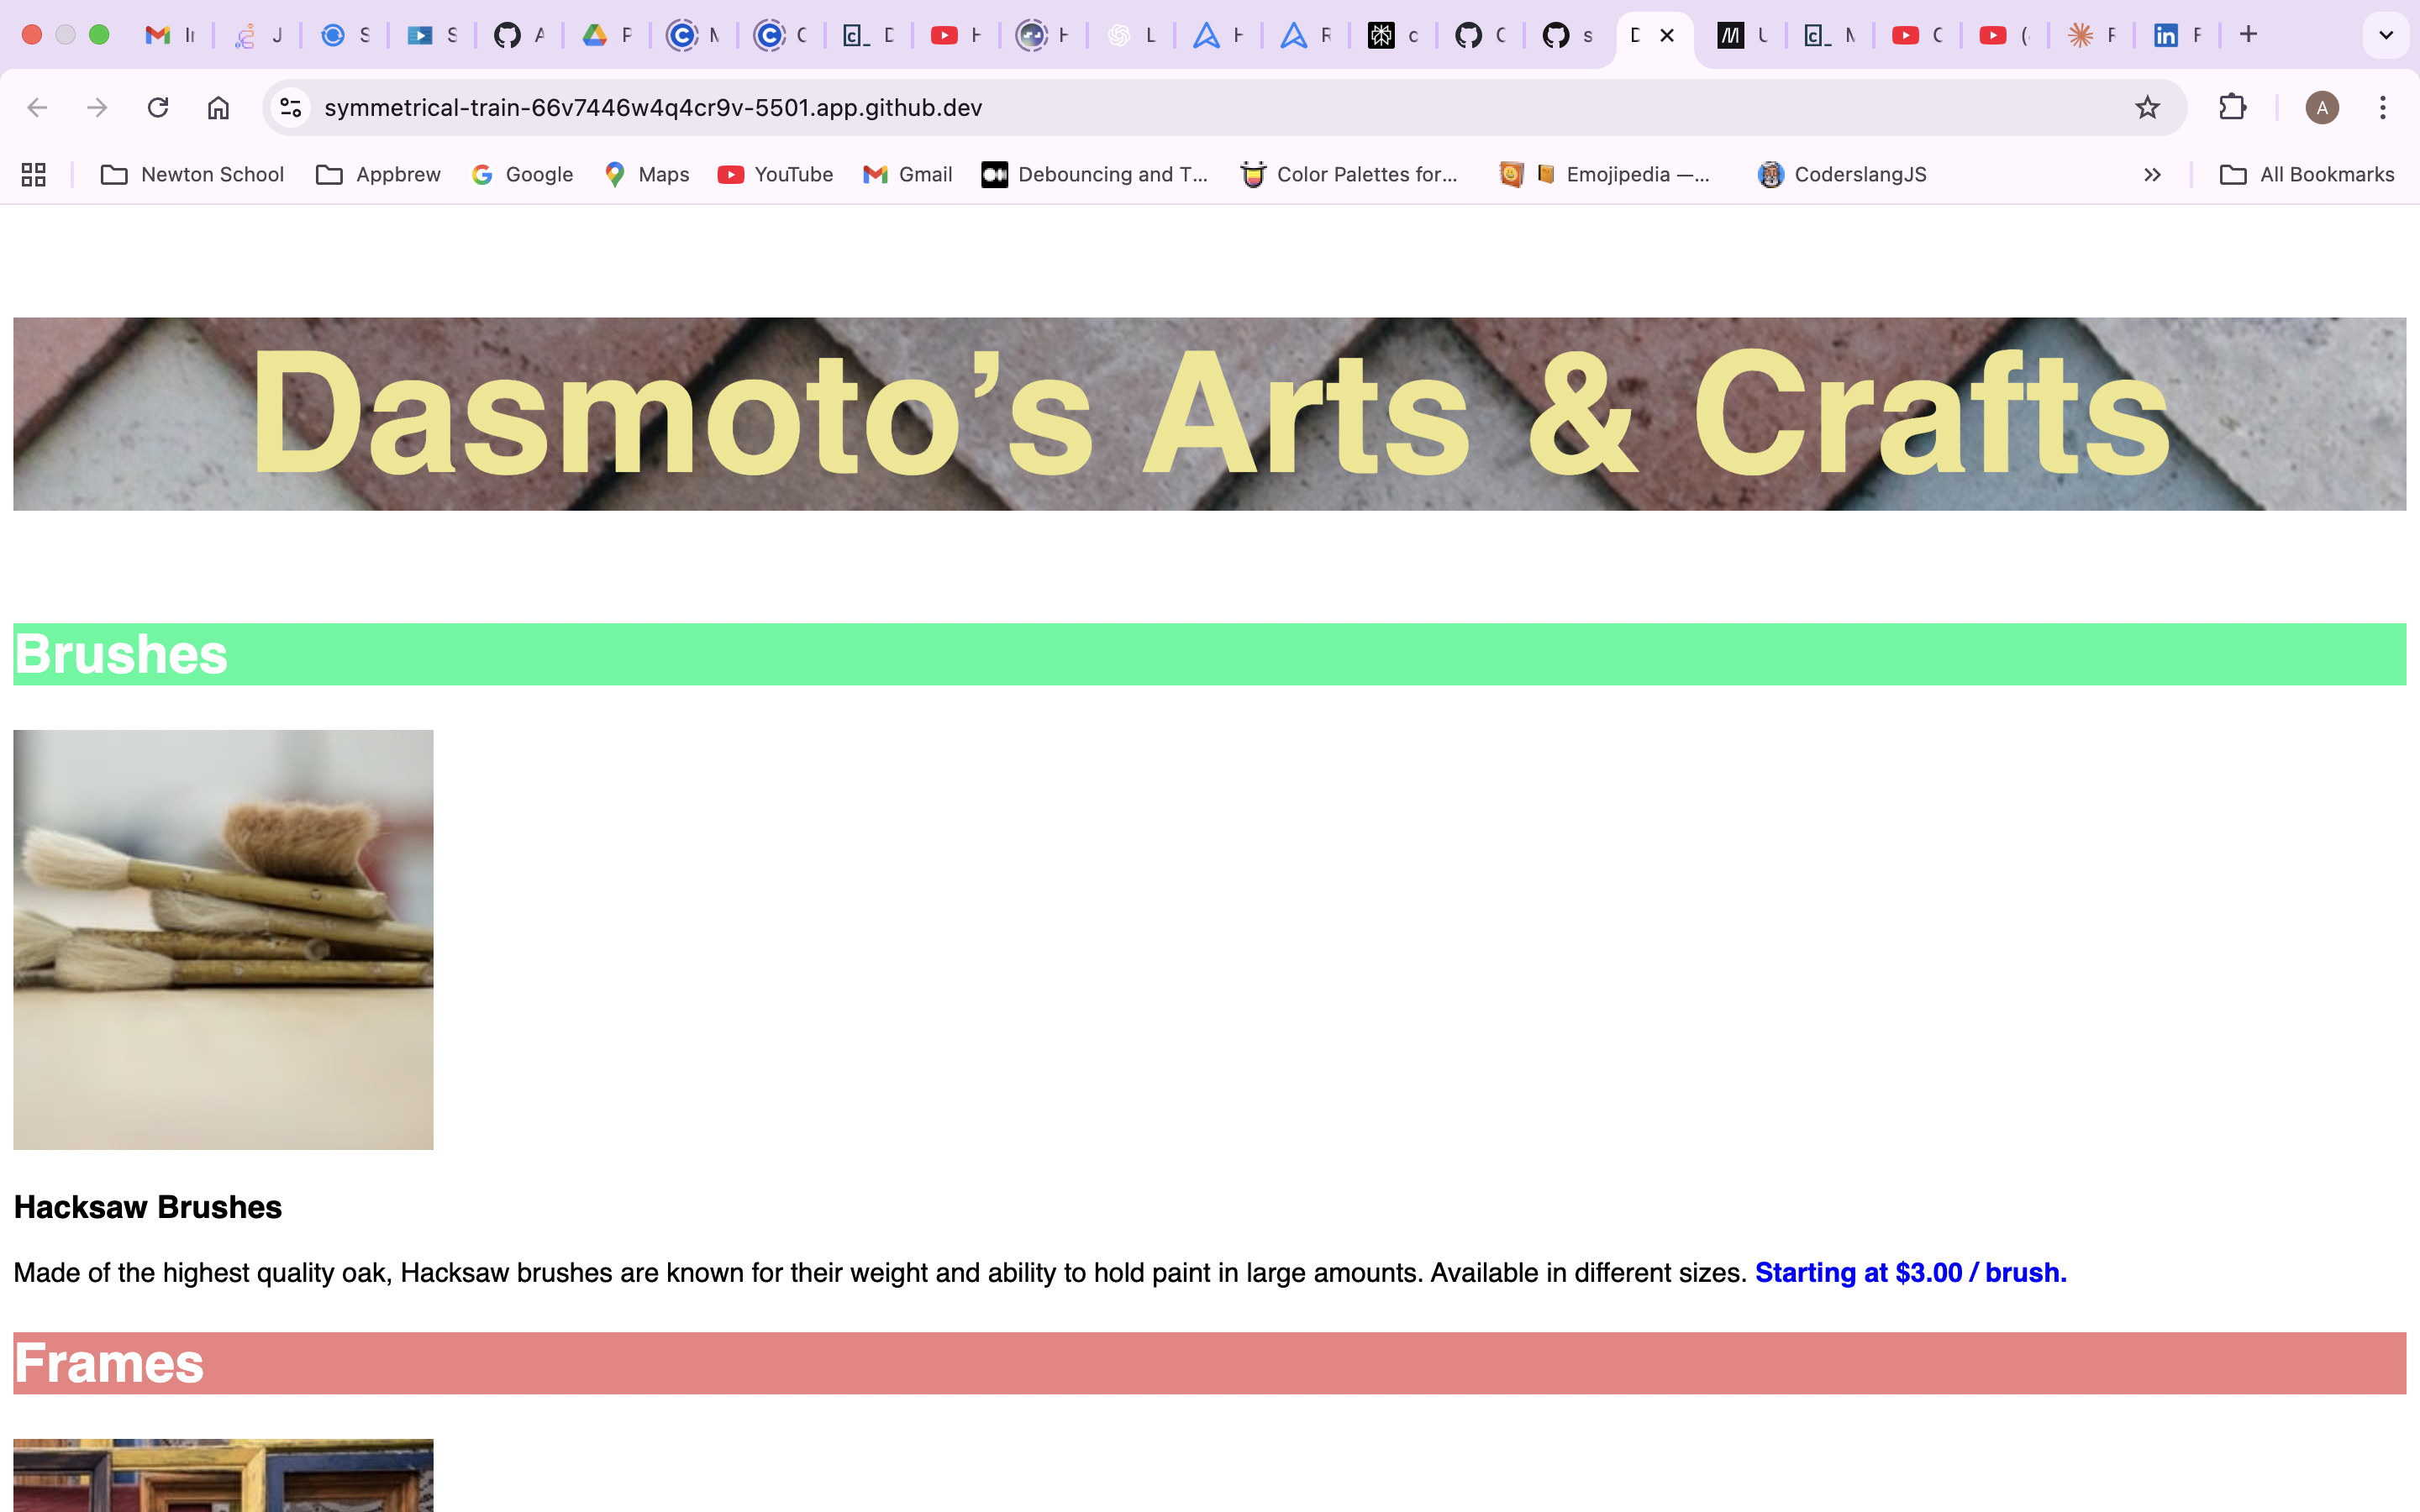 symmetrical-train-66v7446w4q4cr9v-5501.app.github.dev
A
Newton School
Appbrew
Google
Maps
YouTube
Gmail
Debouncing and T...
Color Palettes for...
Emojipedia —...
CoderslangJS
All Bookmarks
Dasmoto’s Arts & Crafts
Brushes
Hacksaw Brushes
Made of the highest quality oak, Hacksaw brushes are known for their weight and ability to hold paint in large amounts. Available in different sizes. Starting at $3.00 / brush.
Frames